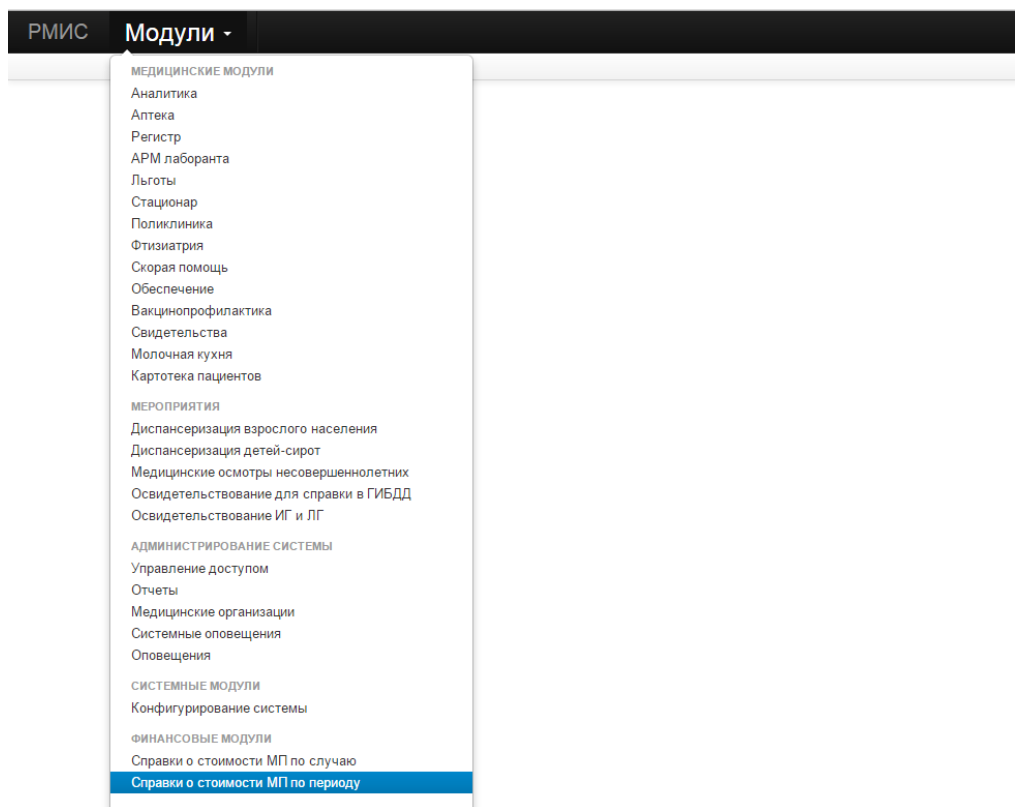 РМИС Модули
МЕДИЦИНСКИЕ МОДУЛИ
Аналитика
Аптека
Регистр
АРМ лаборанта
Льготы
Стационар
Поликлиника
Фтизиатрия
Скорая помощь
Обеспечение
Вакцинопрофилактика
Свидетельства
Молочная кухня
Картотека пациентов
МЕРОПРИЯТИЯ
Диспансеризация взрослого населения
Диспансеризация детей-сирот
Медицинские осмотры несовершеннолетних
Освидетельствование для справки в ГИБДД
Освидетельствование ИГ и ЛГ
АДМИНИСТРИРОВАНИЕ СИСТЕМЫ
Управление доступом
Отчеты
Медицинские организации
Системные оповещения
Оповещения
СИСТЕМНЫЕ МОДУЛИ
Конфигурирование системы
ФИНАНСОВЫЕ МОДУЛИ
Справки о стоимости МП по случаю
Справки о стоимости МП по периоду